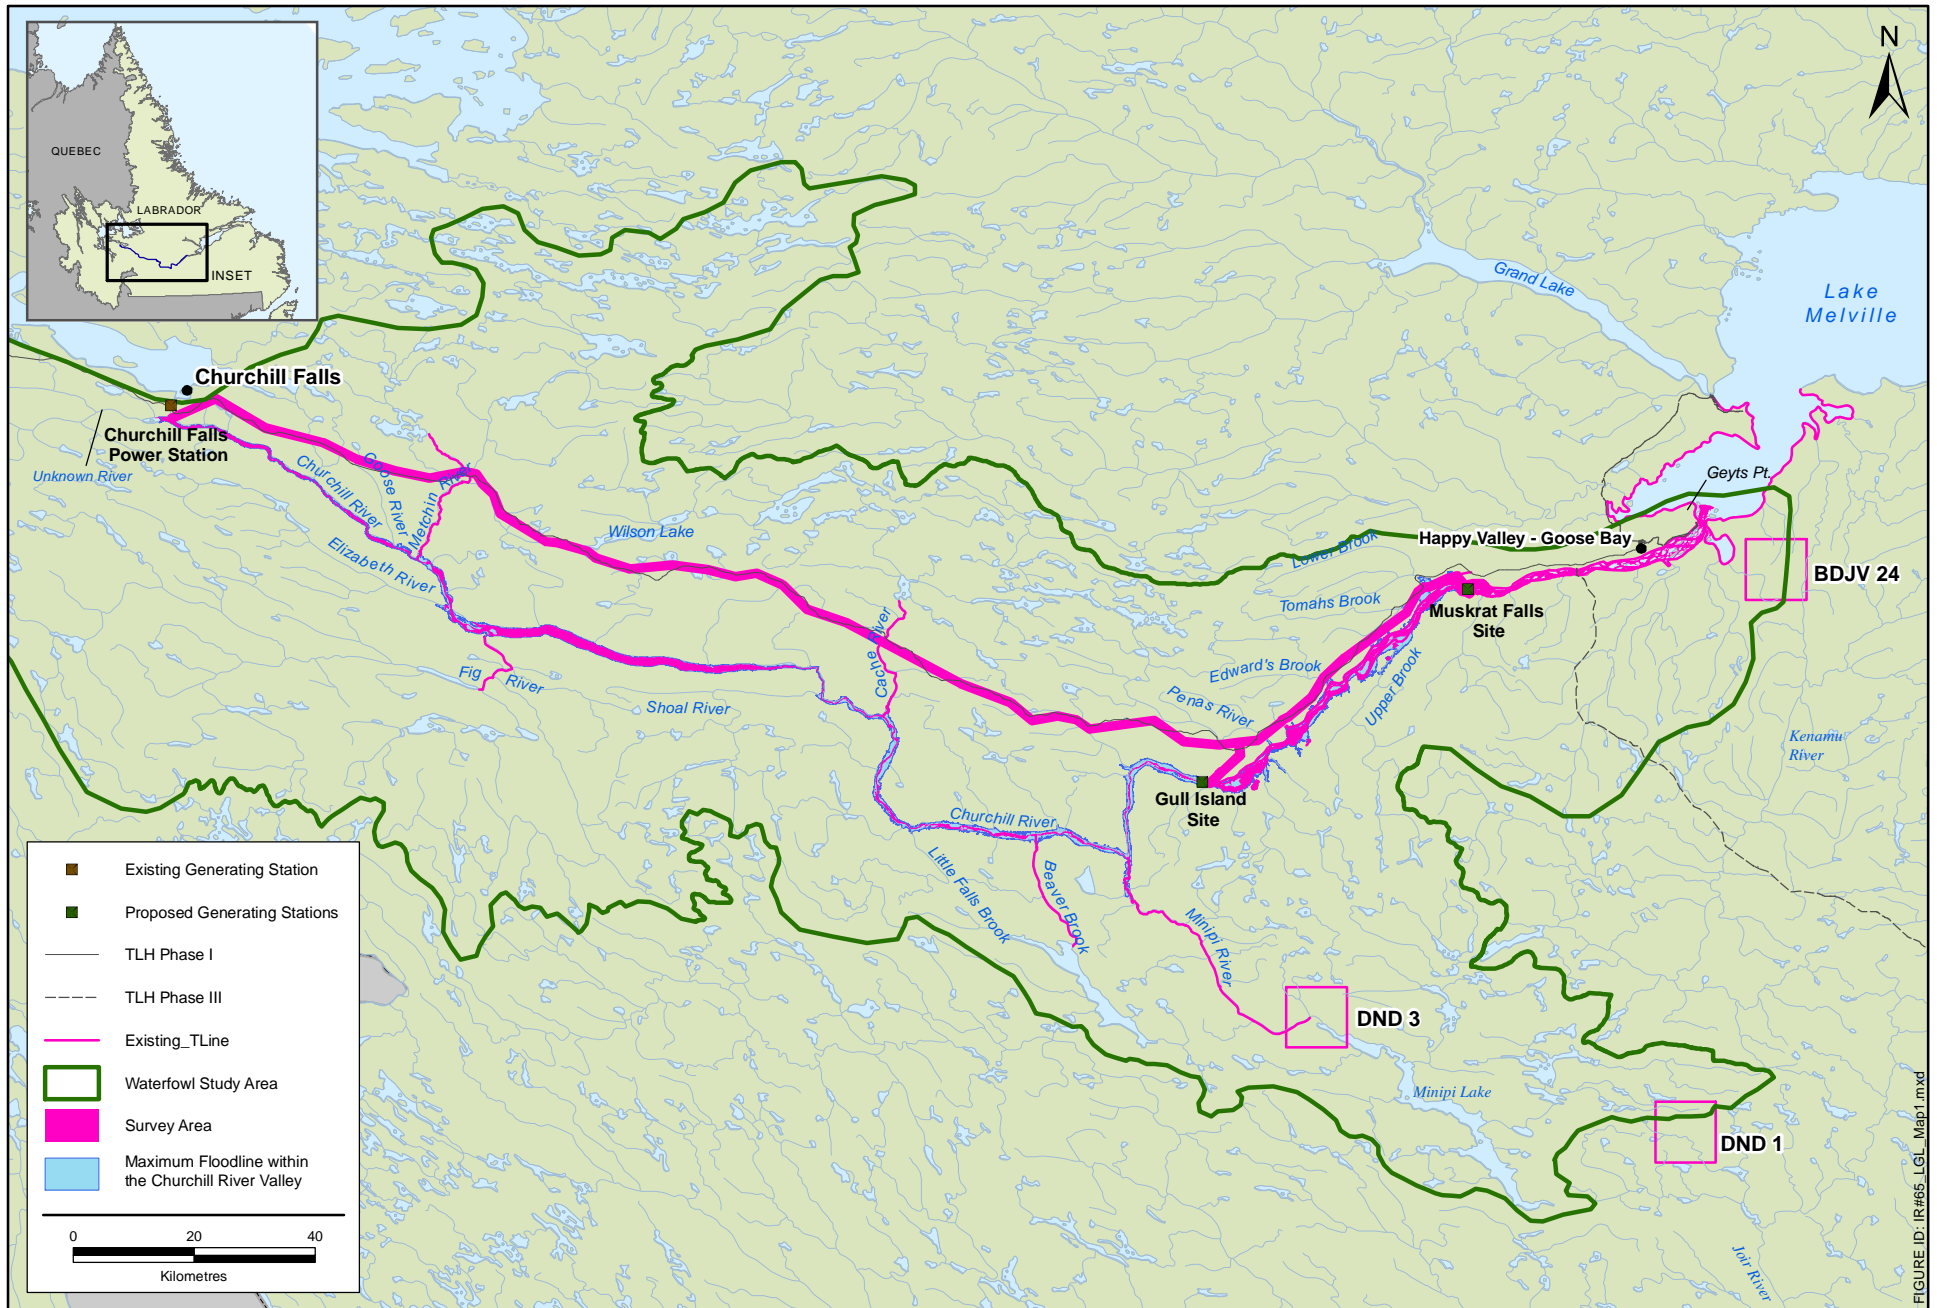 N
QUEBEC
LABRADOR
INSET
Grand Lake
Lake
Melville
Churchill Falls
Churchill Falls
Power Station
Unknown River
Churchill River
Goose River
Metchin River
Elizabeth River
Wilson Lake
Geyts Pt.
Happy Valley - Goose Bay
Lower Brook
BDJV 24
Tomahs Brook
Muskrat Falls
Site
Fig River
Shoal River
Cache River
Edward's Brook
Penas River
Upper Brook
Kenamu
River
Gull Island
Site
Churchill River
Little Falls Brook
Beaver Brook
Minipi River
DND 3
Minipi Lake
DND 1
Joir River
Existing Generating Station
Proposed Generating Stations
TLH Phase I
TLH Phase III
Existing_TLine
Waterfowl Study Area
Survey Area
Maximum Floodline within
the Churchill River Valley
0 20 40
Kilometres
FIGURE ID: IR#65_LGL_Map1.mxd